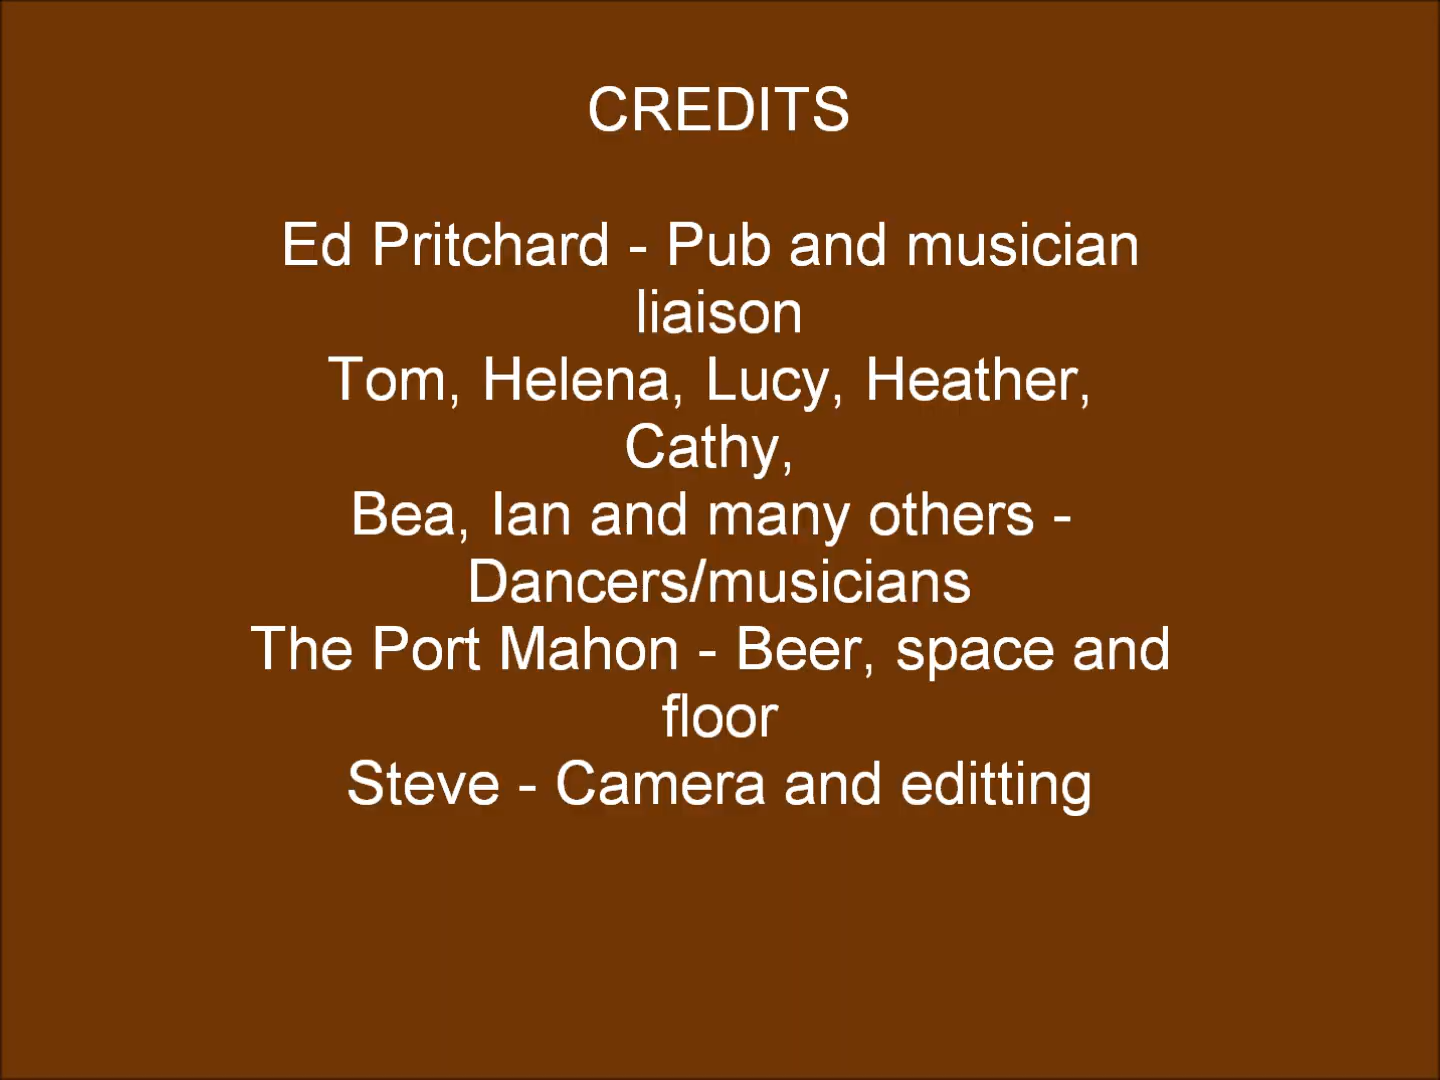 CREDITS
Ed Pritchard - Pub and musician
liaison
Tom, Helena, Lucy, Heather,
Cathy,
Bea, Ian and many others -
Dancers/musicians
The Port Mahon - Beer, space and
floor
Steve - Camera and editting